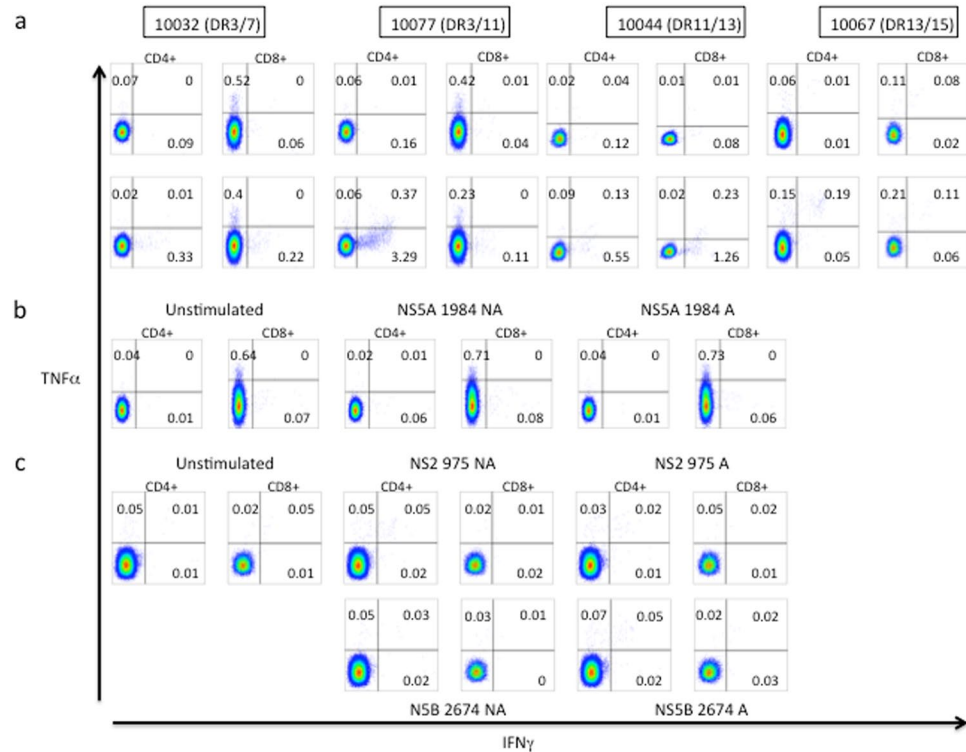 a
10032 (DR3/7) 10077 (DR3/11) 10044 (DR11/13) 10067 (DR13/15)
CD4+ CD8+ CD4+ CD8+ CD4+ CD8+ CD4+ CD8+
0.07 0 0.52 0 0.06 0.01 0.42 0.01 0.02 0.04 0.01 0.01 0.06 0.01 0.11 0.08
0.09 0.06 0.16 0.04 0.12 0.08 0.01 0.02
0.02 0.01 0.4 0 0.06 0.37 0.23 0 0.09 0.13 0.02 0.23 0.15 0.19 0.21 0.11
0.33 0.22 3.29 0.11 0.55 1.26 0.05 0.06
b
Unstimulated NS5A 1984 NA NS5A 1984 A
CD4+ CD8+ CD4+ CD8+ CD4+ CD8+
0.04 0 0.64 0 0.02 0.01 0.71 0 0.04 0 0.73 0
TNFα
0.01 0.07 0.06 0.08 0.01 0.06
c
Unstimulated NS2 975 NA NS2 975 A
CD4+ CD8+ CD4+ CD8+ CD4+ CD8+
0.05 0.01 0.02 0.05 0.05 0.05 0.02 0.01 0.03 0.02 0.05 0.02
0.01 0.01 0.02 0.02 0.01 0.01
0.05 0.03 0.03 0.01 0.07 0.05 0.02 0.02
0.02 0 0.02 0.03
N5B 2674 NA NS5B 2674 A
IFNγ